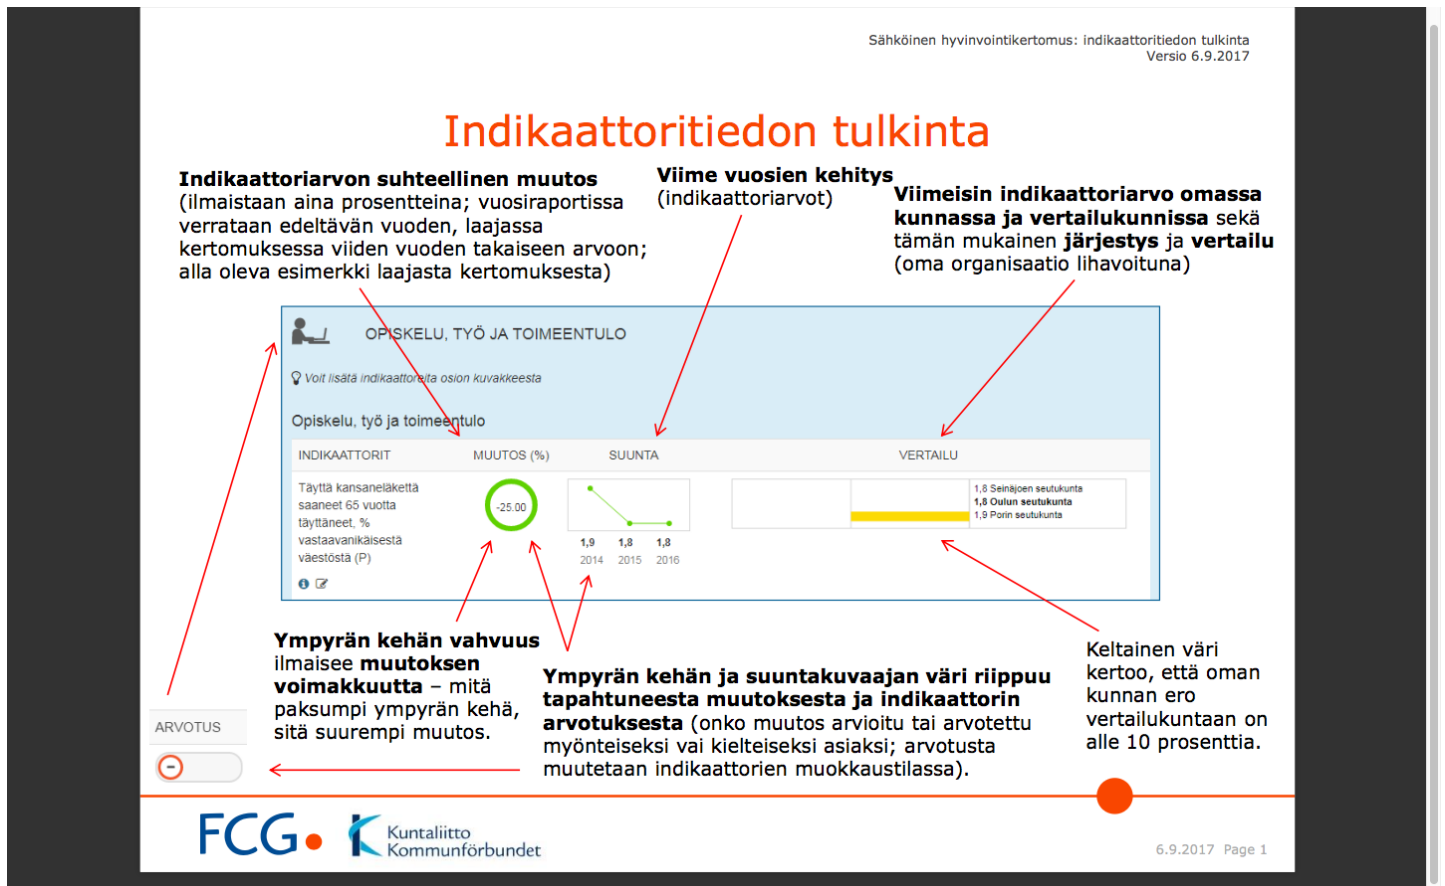 Sähköinen hyvinvointikertomus: indikaattoritiedon tulkinta
Versio 6.9.2017
Indikaattoritiedon tulkinta
Indikaattoriarvon suhteellinen muutos
(ilmaistaan aina prosentteina; vuosiraportissa
verrataan edeltävän vuoden, laajassa
kertomuksessa viiden vuoden takaiseen arvoon;
alla oleva esimerkki laajasta kertomuksesta)
Viime vuosien kehitys
(indikaattoriarvot)
Viimeisin indikaattoriarvo omassa
kunnassa ja vertailukunnissa sekä
tämän mukainen järjestys ja vertailu
(oma organisaatio lihavoituna)
OPISKELU, TYÖ JA TOIMEENTULO
Voit lisätä indikaattoreita osion kuvakkeesta
Opiskelu, työ ja toimeentulo
INDIKAATTORIT MUUTOS (%) SUUNTA VERTAILU
Täyttä kansaneläkettä
saaneet 65 vuotta
täyttäneet, %
vastaavanikäisestä
väestöstä (P)
-25.00
1,9 1,8 1,8
2014 2015 2016
1,8 Seinäjoen seutukunta
1,8 Oulun seutukunta
1,9 Porin seutukunta
Ympyrän kehän vahvuus
ilmaisee muutoksen
voimakkuutta – mitä
paksumpi ympyrän kehä,
sitä suurempi muutos.
Ympyrän kehän ja suuntakuvaajan väri riippuu
tapahtuneesta muutoksesta ja indikaattorin
arvotuksesta (onko muutos arvioitu tai arvotettu
myönteiseksi vai kielteiseksi asiaksi; arvotusta
muutetaan indikaattorien muokkaustilassa).
Keltainen väri
kertoo, että oman
kunnan ero
vertailukuntaan on
alle 10 prosenttia.
ARVOTUS
FCG
Kuntaliitto
Kommunförbundet
6.9.2017 Page 1